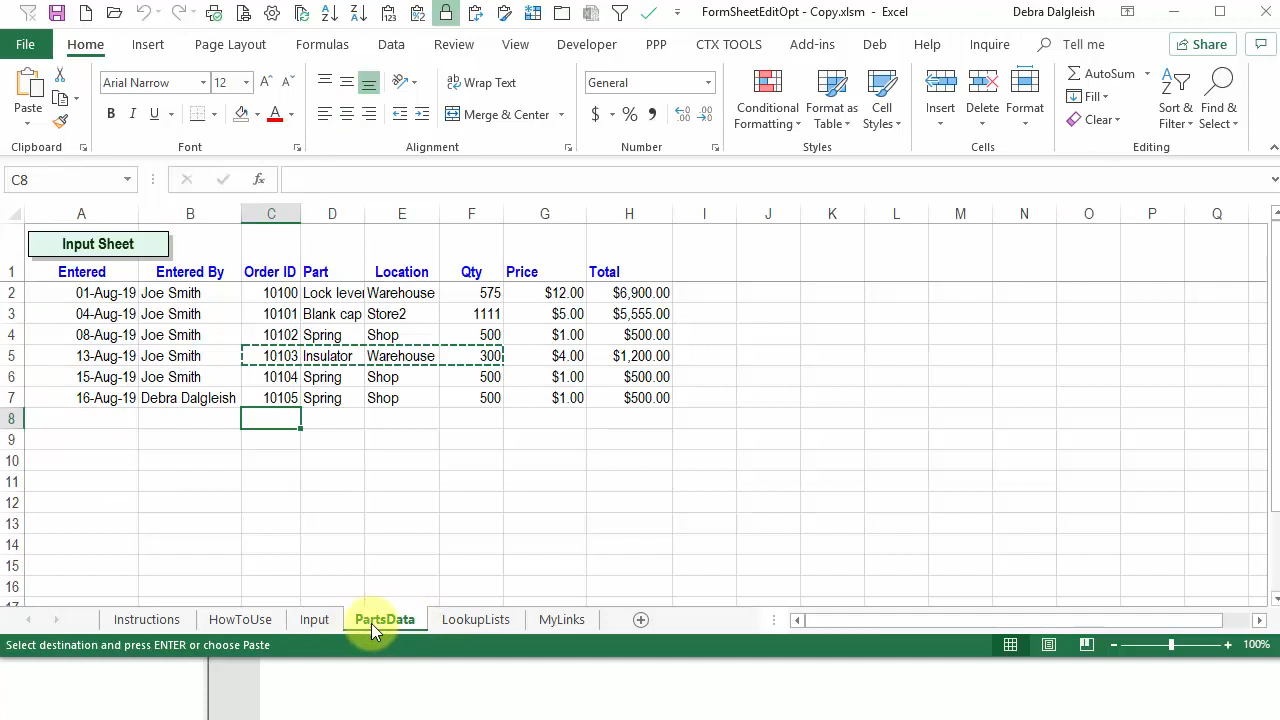 FormSheetEditOpt - Copy.xlsm - Excel
Debra Dalgleish
File Home Insert Page Layout Formulas Data Review View Developer PPP CTX TOOLS Add-ins Deb Help Inquire Tell me Share
Paste
Arial Narrow 12
B I U
Wrap Text
Merge & Center
General
$ % ,
Conditional Formatting
Format as Table
Cell Styles
Insert
Delete
Format
AutoSum
Fill
Clear
Sort & Filter
Find & Select
Clipboard Font Alignment Number Styles Cells Editing
C8 fx
A B C D E F G H I J K L M N O P Q
Input Sheet
1 Entered Entered By Order ID Part Location Qty Price Total
2 01-Aug-19 Joe Smith 10100 Lock lever Warehouse 575 $12.00 $6,900.00
3 04-Aug-19 Joe Smith 10101 Blank cap Store2 1111 $5.00 $5,555.00
4 08-Aug-19 Joe Smith 10102 Spring Shop 500 $1.00 $500.00
5 13-Aug-19 Joe Smith 10103 Insulator Warehouse 300 $4.00 $1,200.00
6 15-Aug-19 Joe Smith 10104 Spring Shop 500 $1.00 $500.00
7 16-Aug-19 Debra Dalgleish 10105 Spring Shop 500 $1.00 $500.00
8
9
10
11
12
13
14
15
16
17
Instructions HowToUse Input PartsData LookupLists MyLinks
Select destination and press ENTER or choose Paste
100%